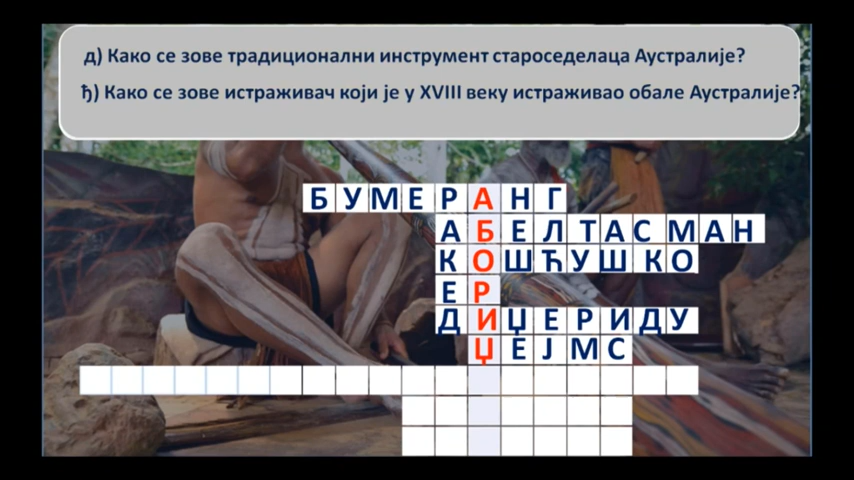 д) Како се зове традиционални инструмент староседелаца Аустралије?
ђ) Како се зове истраживач који је у XVIII веку истраживао обале Аустралије?
БУМЕРАНГ
АБЕЛТАСМАН
КОШЋУШКО
ЕР
ДИЏЕРИДУ
ЏЕЈМС